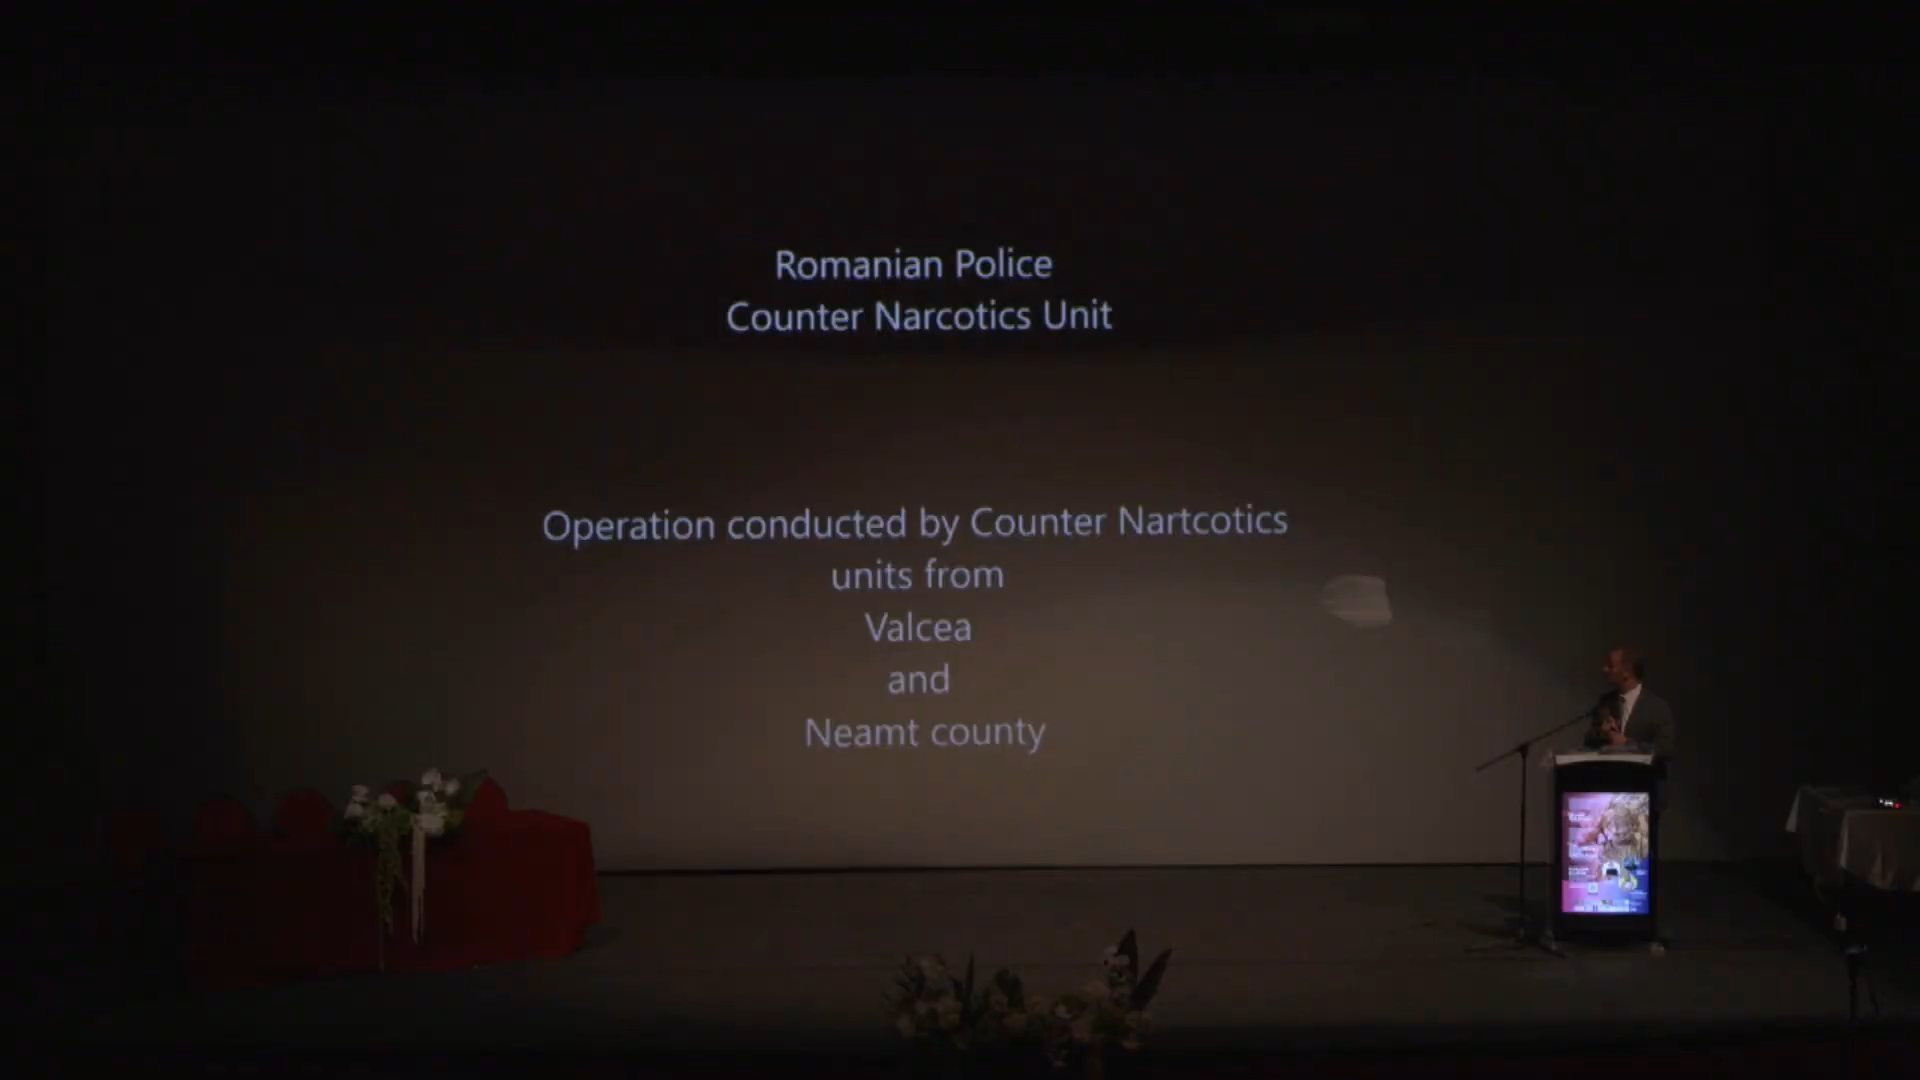 Romanian Police
Counter Narcotics Unit
Operation conducted by Counter Nartcotics
units from
Valcea
and
Neamt county